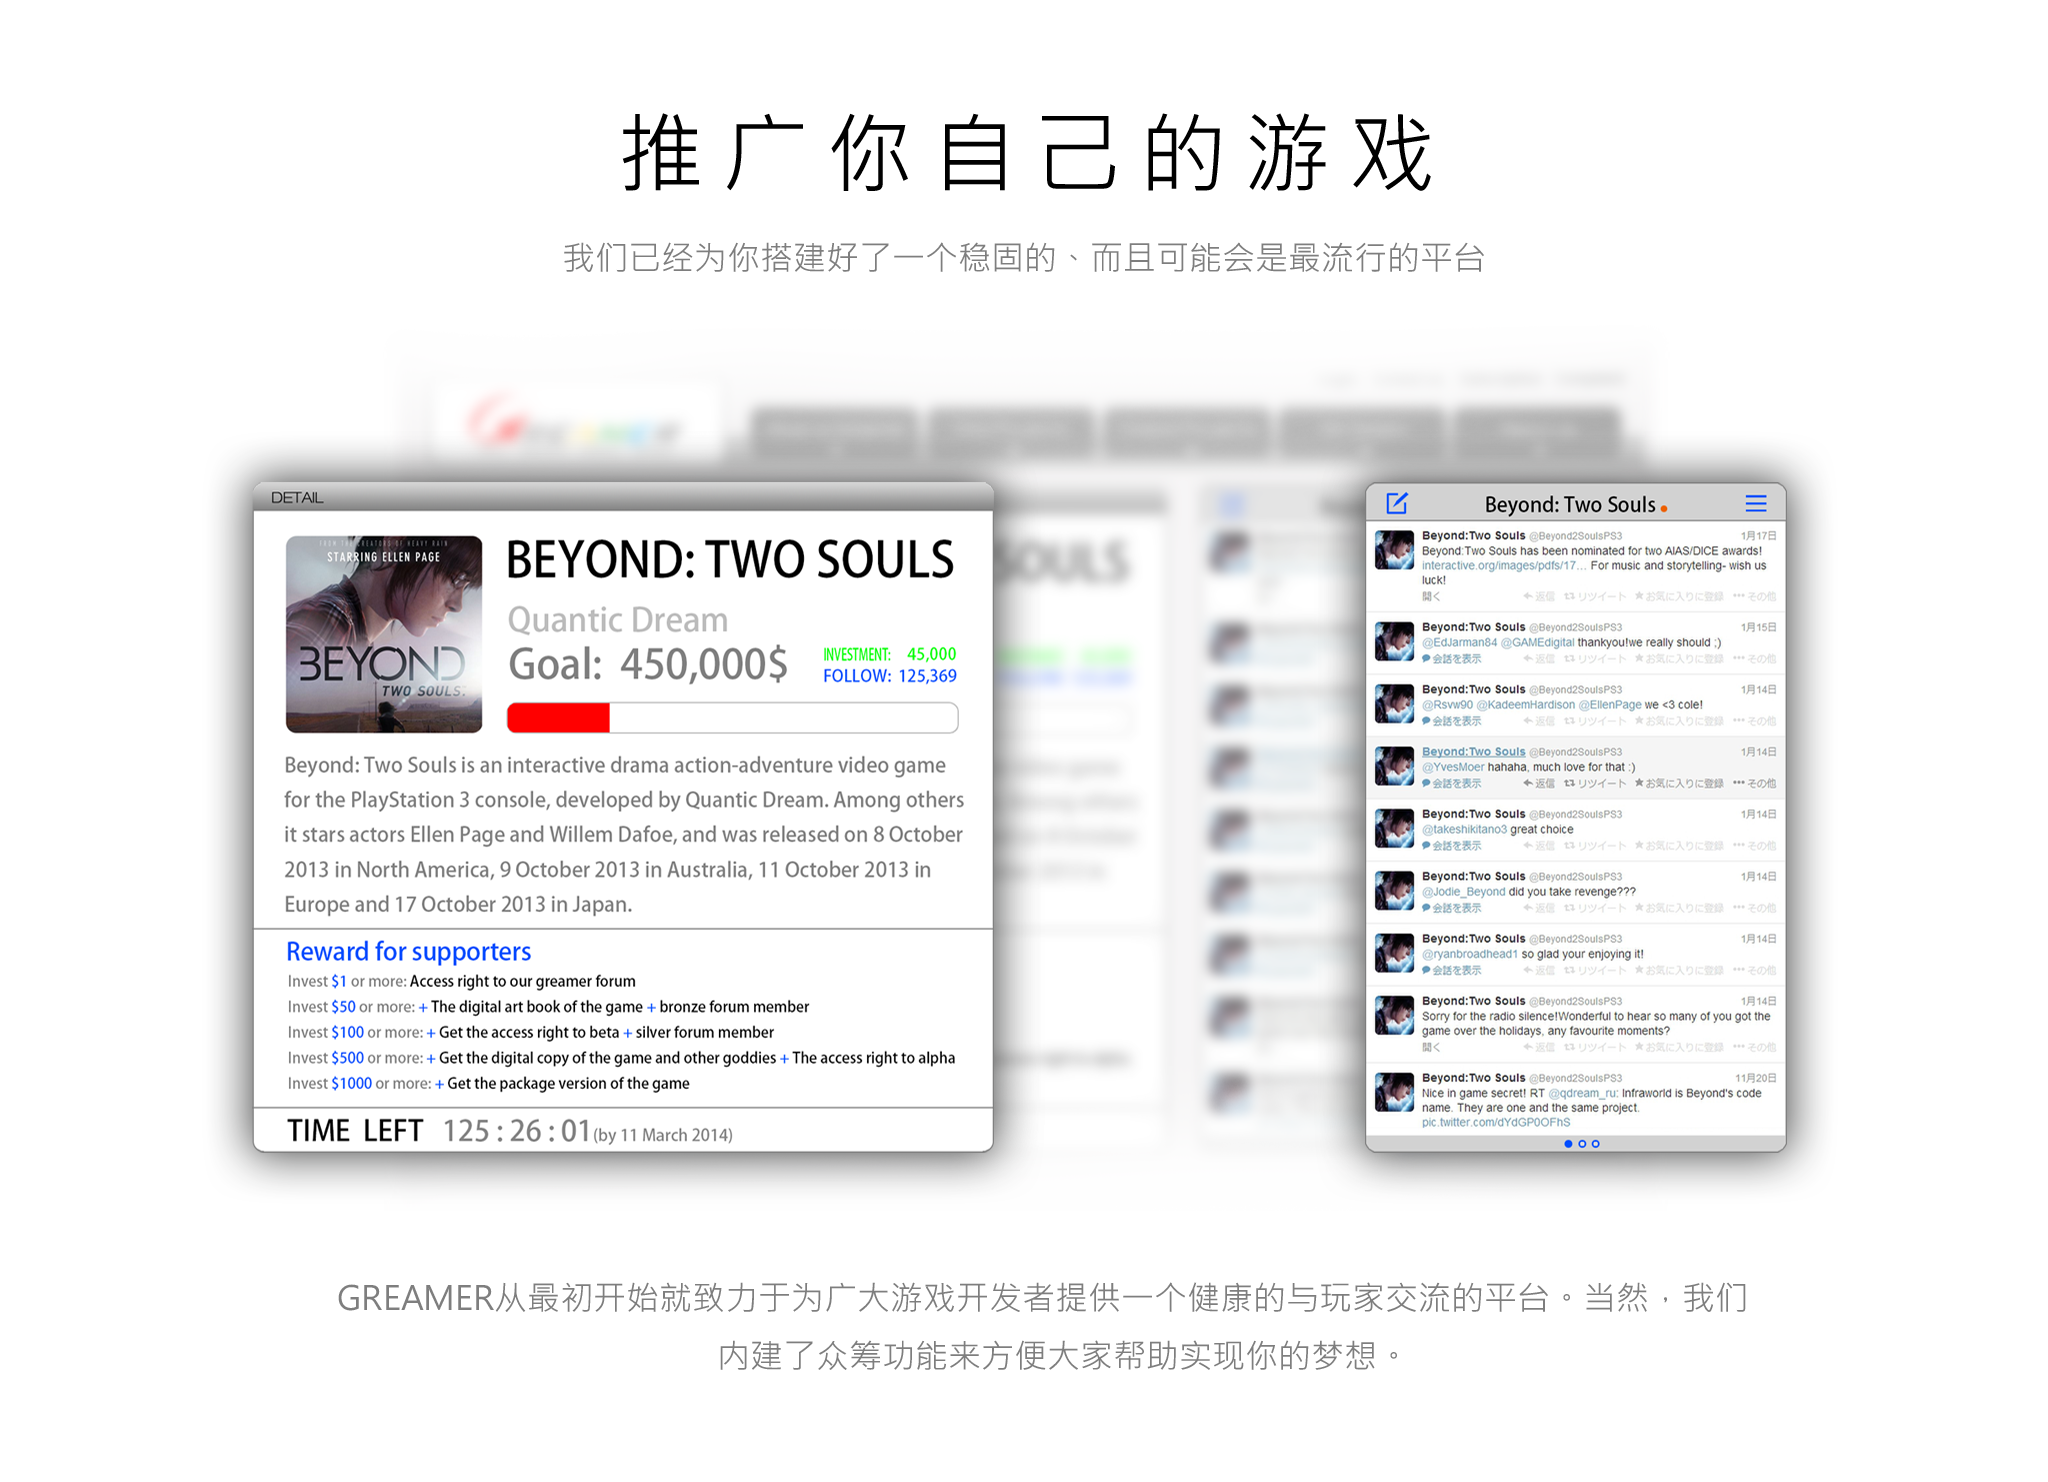 推广你自己的游戏
我们已经为你搭建好了一个稳固的、而且可能会是最流行的平台
DETAIL
FROM THE CREATORS OF HEAVY RAIN
STARRING ELLEN PAGE
BEYOND
TWO SOULS:
BEYOND: TWO SOULS
Quantic Dream
Goal: 450,000$
INVESTMENT: 45,000
FOLLOW: 125,369
Beyond: Two Souls is an interactive drama action-adventure video game
for the PlayStation 3 console, developed by Quantic Dream. Among others
it stars actors Ellen Page and Willem Dafoe, and was released on 8 October
2013 in North America, 9 October 2013 in Australia, 11 October 2013 in
Europe and 17 October 2013 in Japan.
Reward for supporters
Invest $1 or more: Access right to our greamer forum
Invest $50 or more: + The digital art book of the game + bronze forum member
Invest $100 or more: + Get the access right to beta + silver forum member
Invest $500 or more: + Get the digital copy of the game and other goddies + The access right to alpha
Invest $1000 or more: + Get the package version of the game
TIME LEFT 125 : 26 : 01 (by 11 March 2014)
SOULS
Beyond: Two Souls
Beyond:Two Souls @Beyond2SoulsPS3 1月17日
Beyond:Two Souls has been nominated for two AIAS/DICE awards!
interactive.org/images/pdfs/17... For music and storytelling- wish us
luck!
開く 返信 リツイート お気に入りに登録 その他
Beyond:Two Souls @Beyond2SoulsPS3 1月15日
@EdJarman84 @GAMEdigital thankyou!we really should ;)
会話を表示 返信 リツイート お気に入りに登録 その他
Beyond:Two Souls @Beyond2SoulsPS3 1月14日
@Rsvw90 @KadeemHardison @EllenPage we <3 cole!
会話を表示 返信 リツイート お気に入りに登録 その他
Beyond:Two Souls @Beyond2SoulsPS3 1月14日
@YvesMoer hahaha, much love for that :)
会話を表示 返信 リツイート お気に入りに登録 その他
Beyond:Two Souls @Beyond2SoulsPS3 1月14日
@takeshikitano3 great choice
会話を表示 返信 リツイート お気に入りに登録 その他
Beyond:Two Souls @Beyond2SoulsPS3 1月14日
@Jodie_Beyond did you take revenge???
会話を表示 返信 リツイート お気に入りに登録 その他
Beyond:Two Souls @Beyond2SoulsPS3 1月14日
@ryanbroadhead1 so glad your enjoying it!
会話を表示 返信 リツイート お気に入りに登録 その他
Beyond:Two Souls @Beyond2SoulsPS3 1月14日
Sorry for the radio silence!Wonderful to hear so many of you got the
game over the holidays, any favourite moments?
開く 返信 リツイート お気に入りに登録 その他
Beyond:Two Souls @Beyond2SoulsPS3 11月20日
Nice in game secret! RT @qdream_ru: Infraworld is Beyond's code
name. They are one and the same project.
pic.twitter.com/dYdGP0OFhS
GREAMER从最初开始就致力于为广大游戏开发者提供一个健康的与玩家交流的平台。当然，我们
内建了众筹功能来方便大家帮助实现你的梦想。